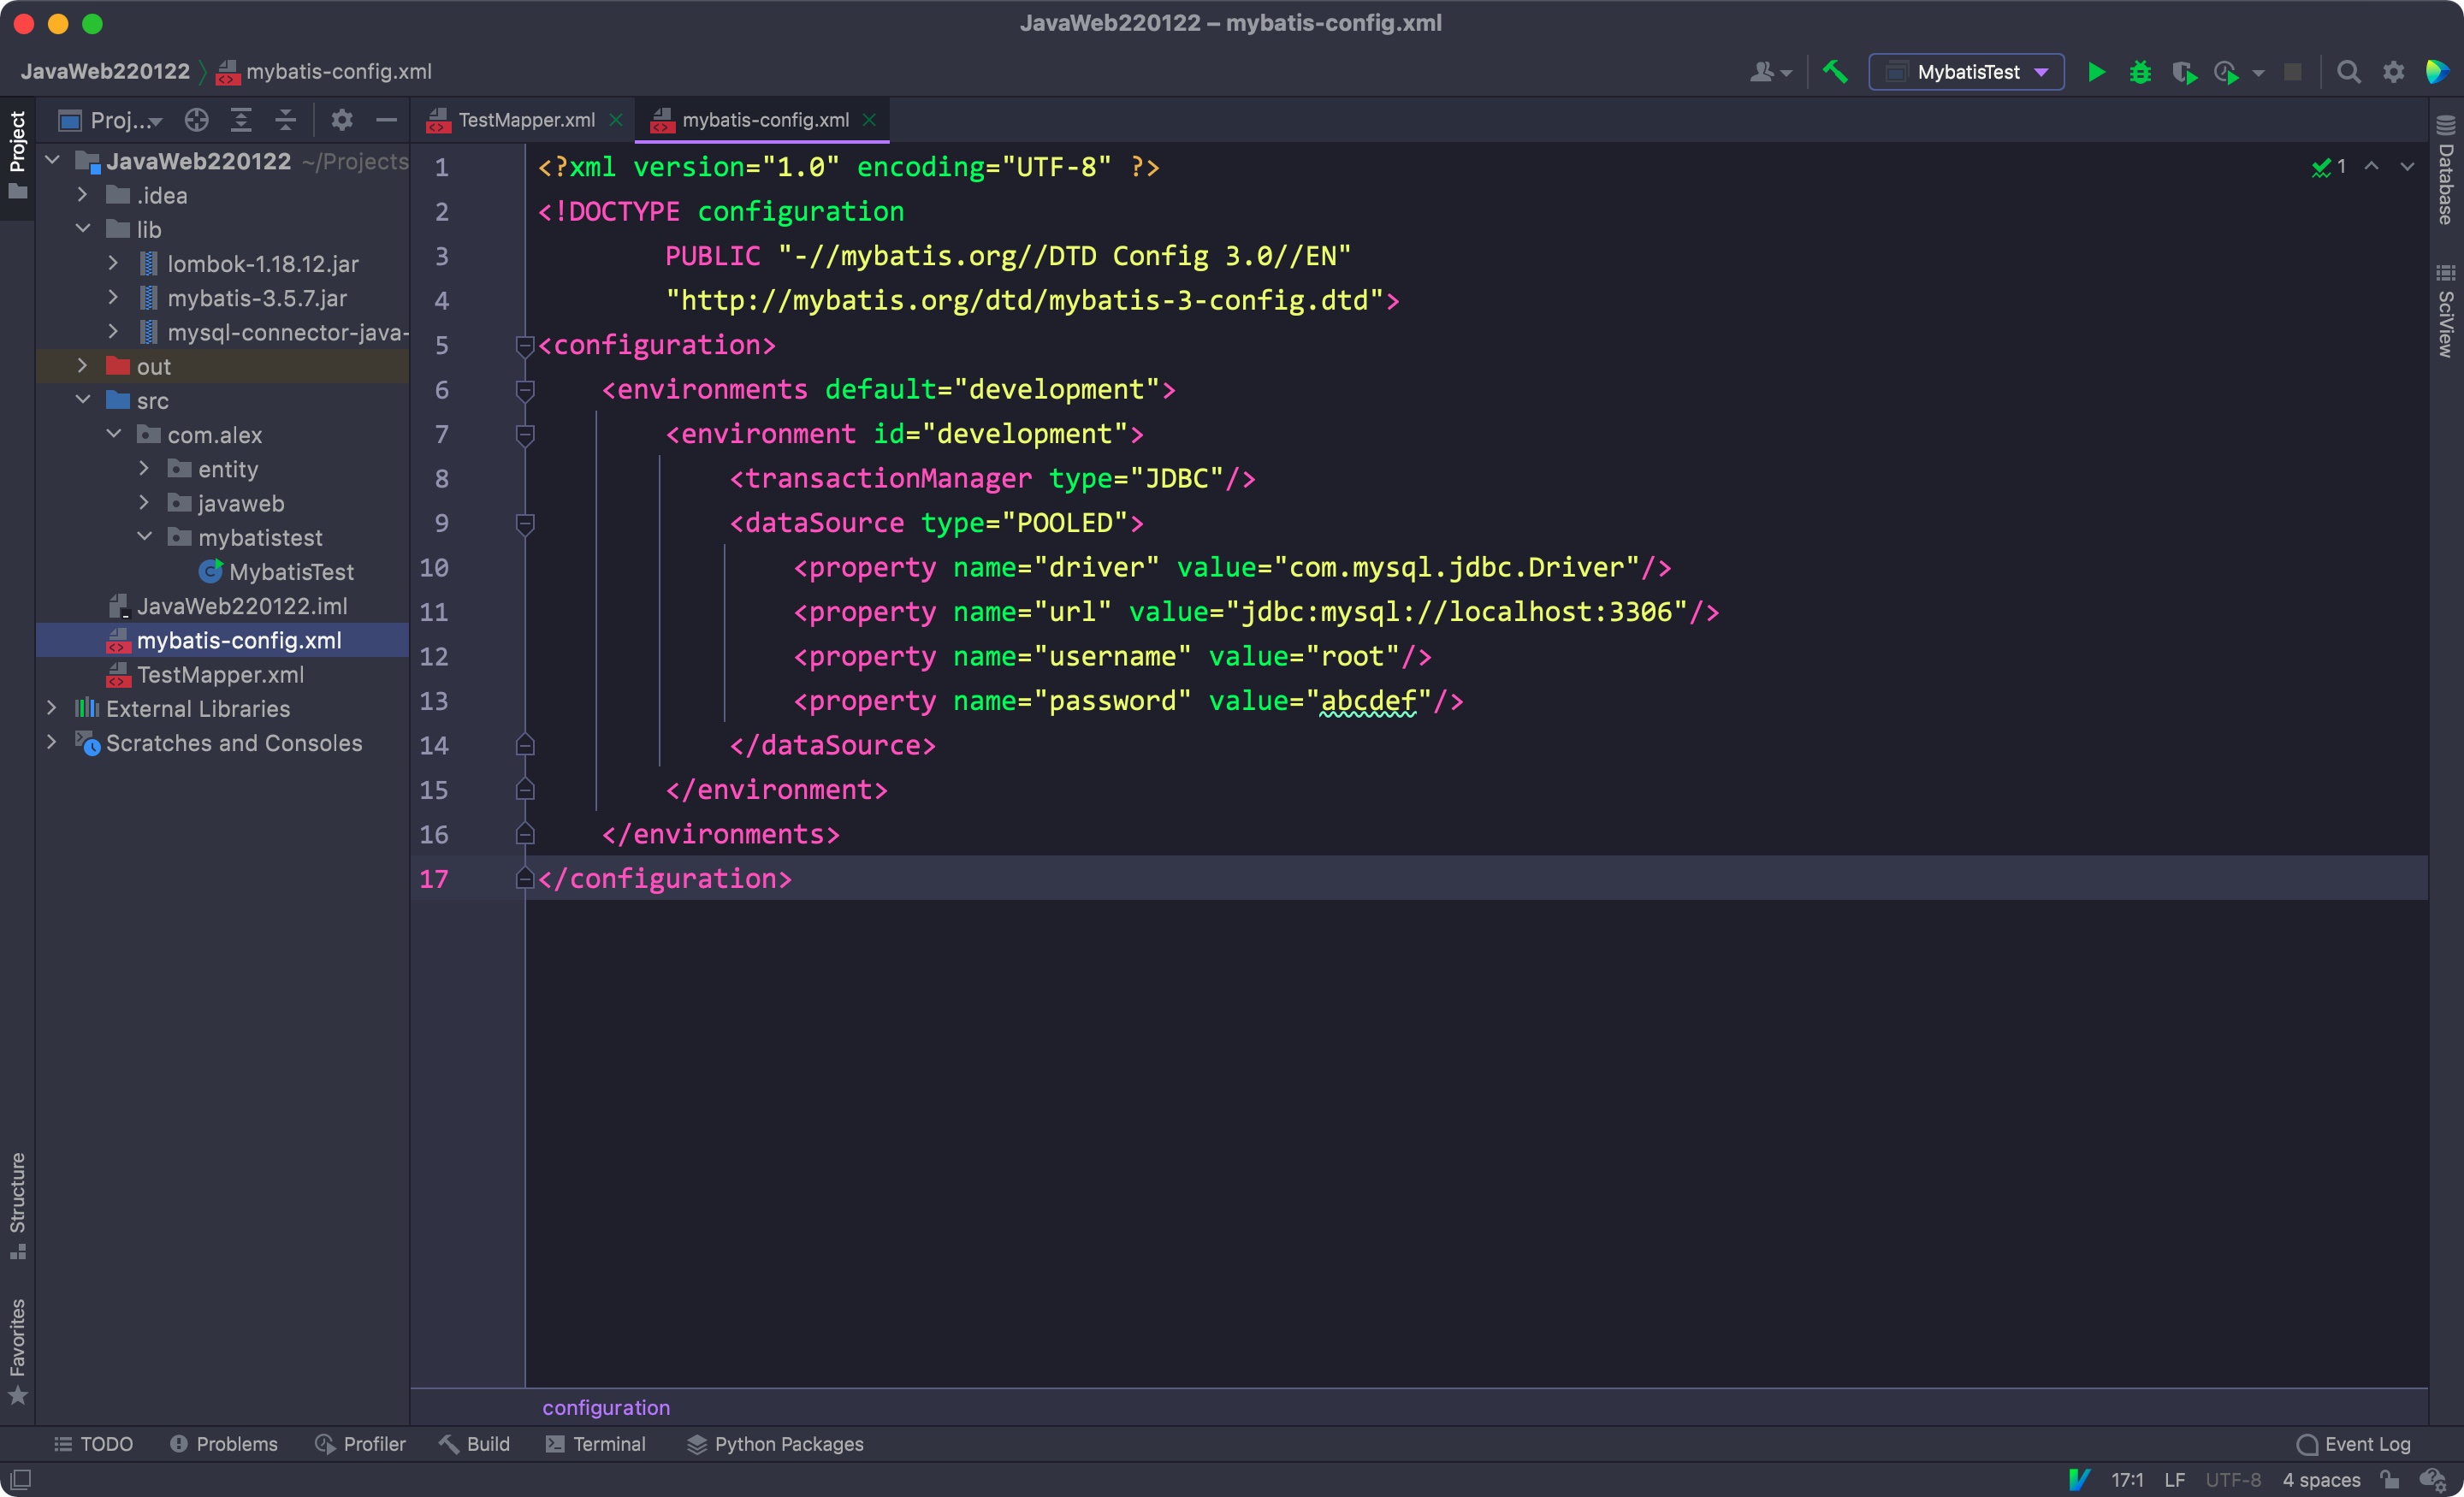 JavaWeb220122 – mybatis-config.xml
JavaWeb220122 mybatis-config.xml
MybatisTest
Project
Proj...
TestMapper.xml
mybatis-config.xml
JavaWeb220122 ~/Projects
.idea
lib
lombok-1.18.12.jar
mybatis-3.5.7.jar
mysql-connector-java-
out
src
com.alex
entity
javaweb
mybatistest
MybatisTest
JavaWeb220122.iml
mybatis-config.xml
TestMapper.xml
External Libraries
Scratches and Consoles
1 <?xml version="1.0" encoding="UTF-8" ?>
2 <!DOCTYPE configuration
3 PUBLIC "-//mybatis.org//DTD Config 3.0//EN"
4 "http://mybatis.org/dtd/mybatis-3-config.dtd">
5 <configuration>
6 <environments default="development">
7 <environment id="development">
8 <transactionManager type="JDBC"/>
9 <dataSource type="POOLED">
10 <property name="driver" value="com.mysql.jdbc.Driver"/>
11 <property name="url" value="jdbc:mysql://localhost:3306"/>
12 <property name="username" value="root"/>
13 <property name="password" value="abcdef"/>
14 </dataSource>
15 </environment>
16 </environments>
17 </configuration>
1
Database
SciView
Structure
Favorites
configuration
TODO Problems Profiler Build Terminal Python Packages Event Log
17:1 LF UTF-8 4 spaces